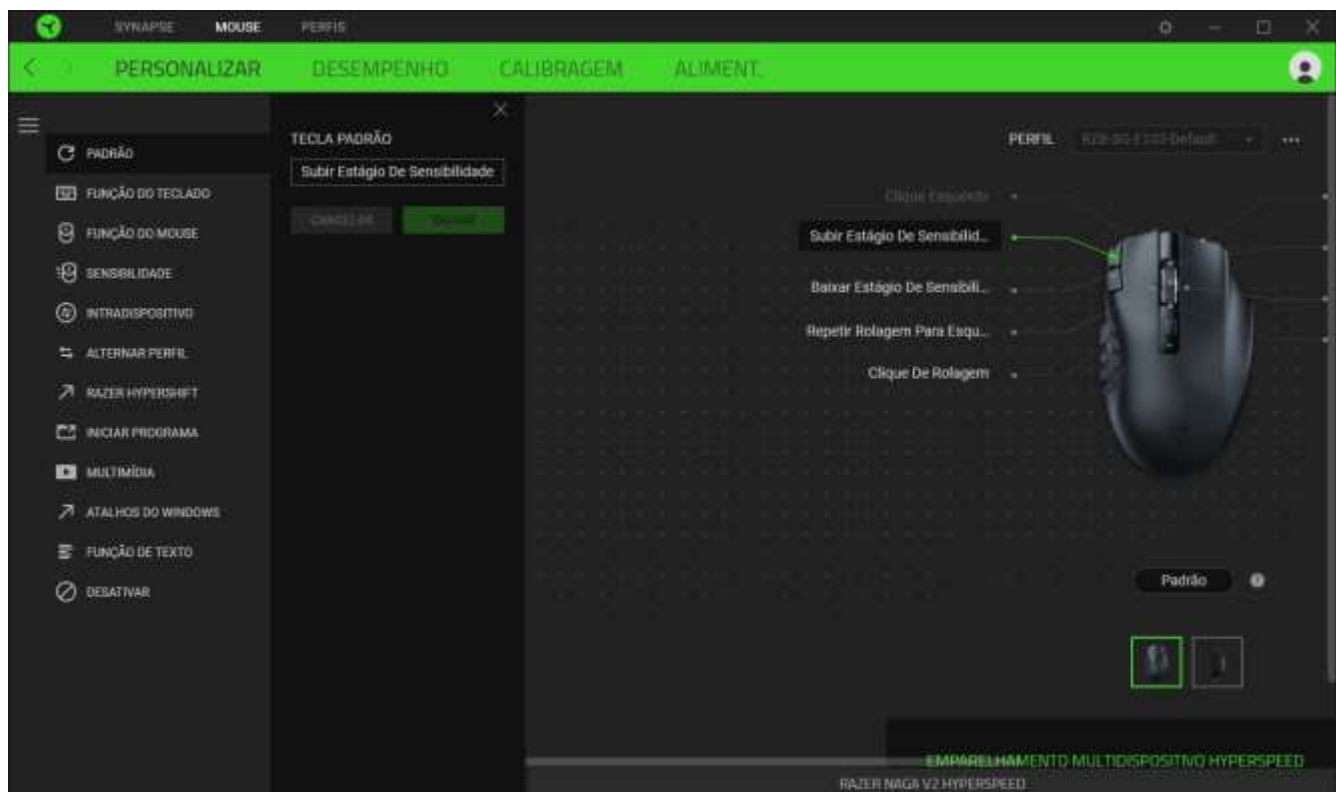 SYNAPSE MOUSE PERFIS
PERSONALIZAR DESEMPENHO CALIBRAGEM ALIMENT.
TECLA PADRÃO
Subir Estágio De Sensibilidade
CANCELAR
PADRÃO
FUNÇÃO DO TECLADO
FUNÇÃO DO MOUSE
SENSIBILIDADE
INTRADISPOSITIVO
ALTERNAR PERFIL
RAZER HYPERSHIFT
INICIAR PROGRAMA
MULTIMÍDIA
ATALHOS DO WINDOWS
FUNÇÃO DE TEXTO
DESATIVAR
PERFIL
Clique Esquerdo
Subir Estágio De Sensibilid...
Baixar Estágio De Sensibili...
Repetir Rolagem Para Esqu...
Clique De Rolagem
Padrão
EMPARELHAMENTO MULTIDISPOSITIVO HYPERSPEED
RAZER NAGA V2 HYPERSPEED